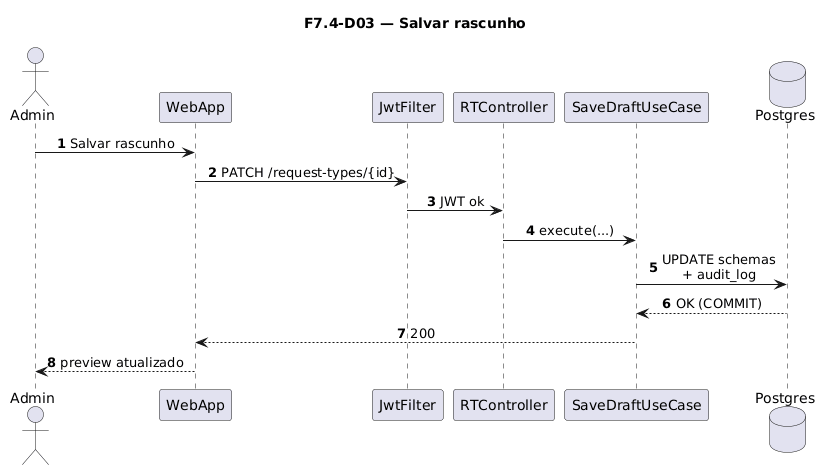 F7.4-D03 — Salvar rascunho
Admin
WebApp
JwtFilter
RTController
SaveDraftUseCase
Postgres
1 Salvar rascunho
2 PATCH /request-types/{id}
3 JWT ok
4 execute(...)
5 UPDATE schemas
+ audit_log
6 OK (COMMIT)
7 200
8 preview atualizado
Admin
WebApp
JwtFilter
RTController
SaveDraftUseCase
Postgres